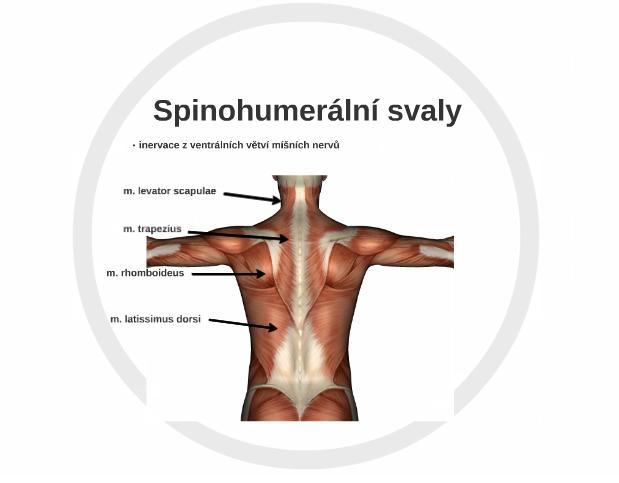 Spinohumerální svaly
• inervace z ventrálních větví míšních nervů
m. levator scapulae
m. trapezius
m. rhomboideus
m. latissimus dorsi